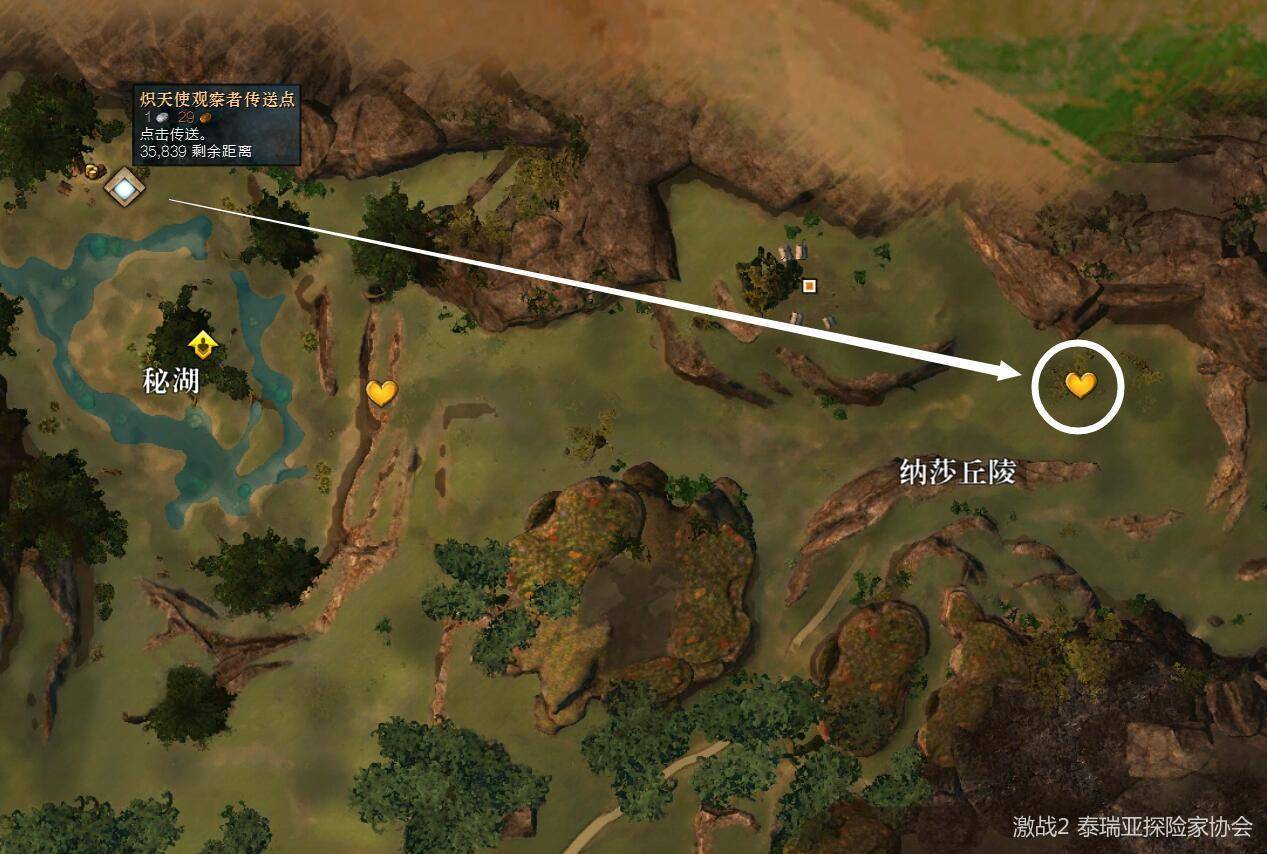 炽天使观察者传送点
1 29
点击传送。
35,839 剩余距离
秘湖
纳莎丘陵
激战2 泰瑞亚探险家协会